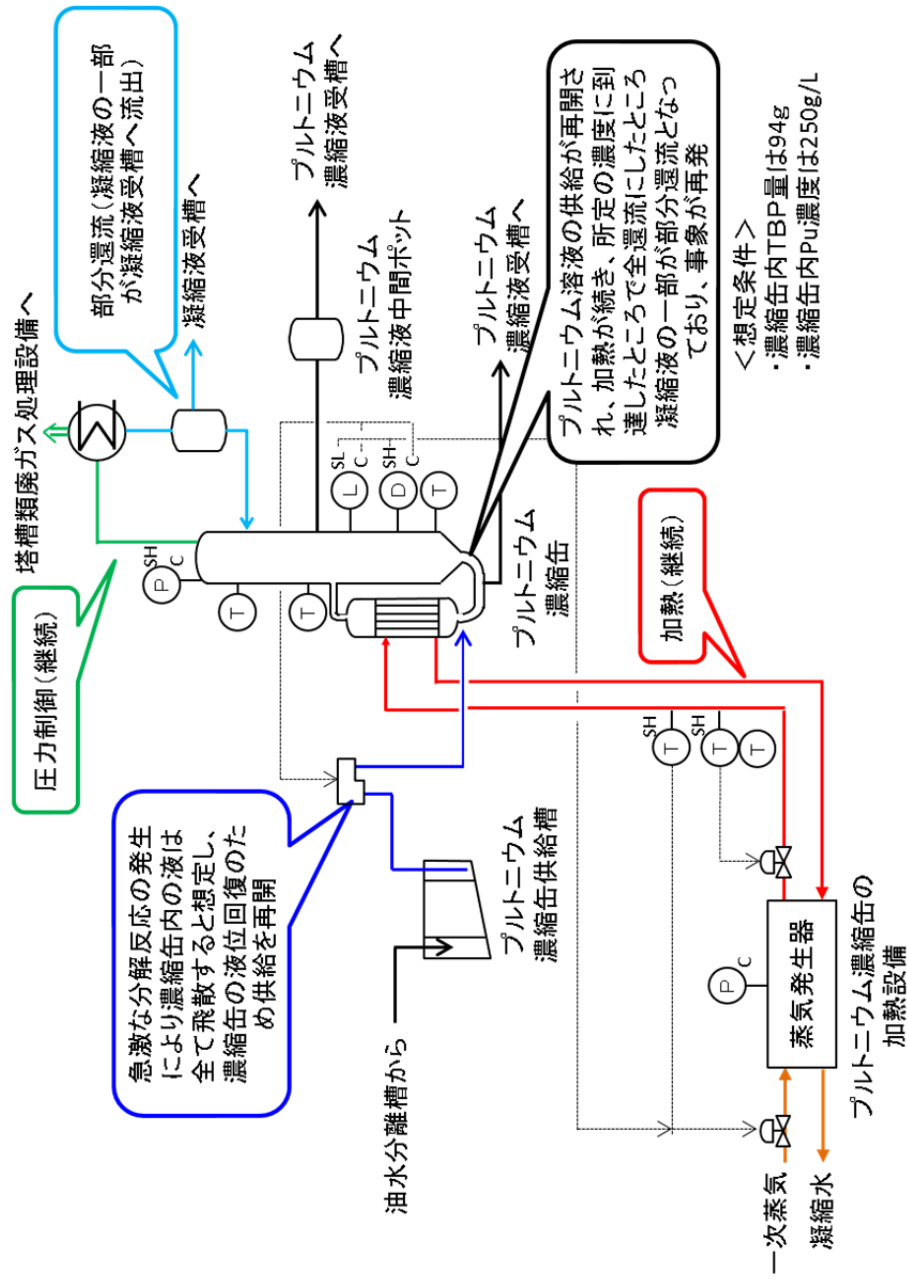 塔槽類廃ガス処理設備へ
圧力制御(継続)
部分還流(凝縮液の一部
が凝縮液受槽へ流出)
凝縮液受槽へ
急激な分解反応の発生
により濃縮缶内の液は
全て飛散すると想定し、
濃縮缶の液位回復のた
め供給を再開
P
SH
C
T
T
L
SL
C
D
SH
C
T
プルトニウム
濃縮液受槽へ
プルトニウム
濃縮液中間ポット
プルトニウム
濃縮液受槽へ
プルトニウム
濃縮缶
油水分離槽から
プルトニウム
濃縮缶供給槽
プルトニウム溶液の供給が再開さ
れ、加熱が続き、所定の濃度に到
達したところで全還流にしたところ
凝縮液の一部が部分還流となっ
ており、事象が再発
加熱(継続)
SH
T
SH
T
T
P
C
蒸気発生器
一次蒸気
凝縮水
プルトニウム濃縮缶の
加熱設備
<想定条件>
・濃縮缶内TBP量は94g
・濃縮缶内Pu濃度は250g/L